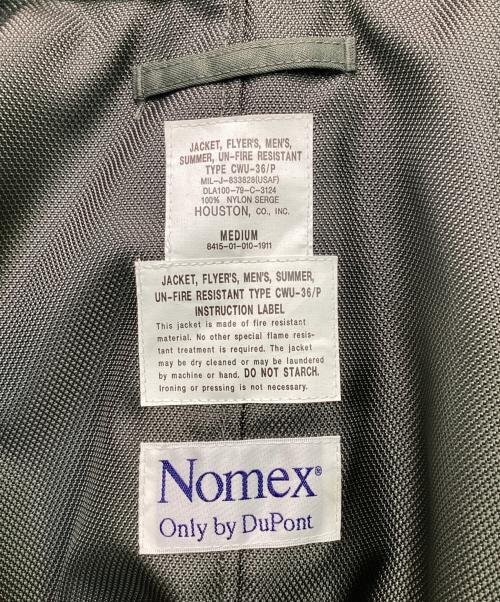 JACKET, FLYER'S, MEN'S,
SUMMER, UN-FIRE RESISTANT
TYPE CWU-36/P
MIL-J-833828(USAF)
DLA100-79-C-3124
100% NYLON SERGE
HOUSTON, CO., INC.
MEDIUM
8415-01-010-1911
JACKET, FLYER'S, MEN'S, SUMMER,
UN-FIRE RESISTANT TYPE CWU-36/P
INSTRUCTION LABEL
This jacket is made of fire resistant
material. No other special flame resis-
tant treatment is required. The jacket
may be dry cleaned or may be laundered
by machine or hand. DO NOT STARCH.
Ironing or pressing is not necessary.
Nomex®
Only by DuPont